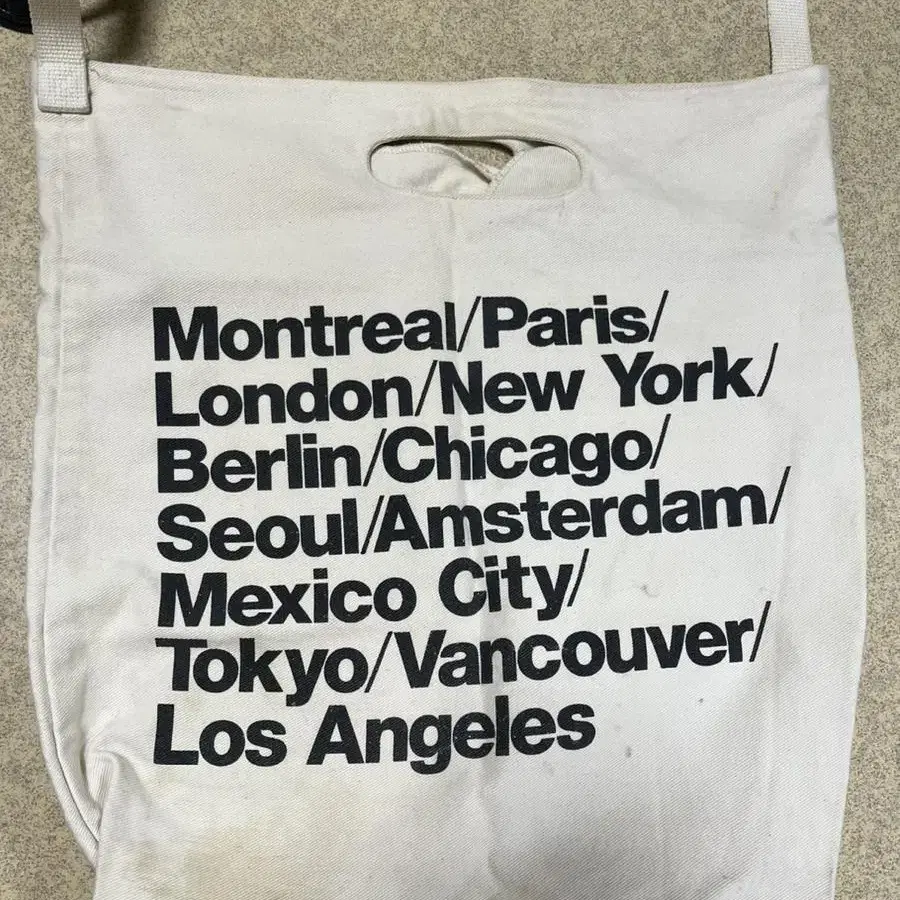 Montreal/Paris/
London/New York/
Berlin/Chicago/
Seoul/Amsterdam/
Mexico City/
Tokyo/Vancouver/
Los Angeles